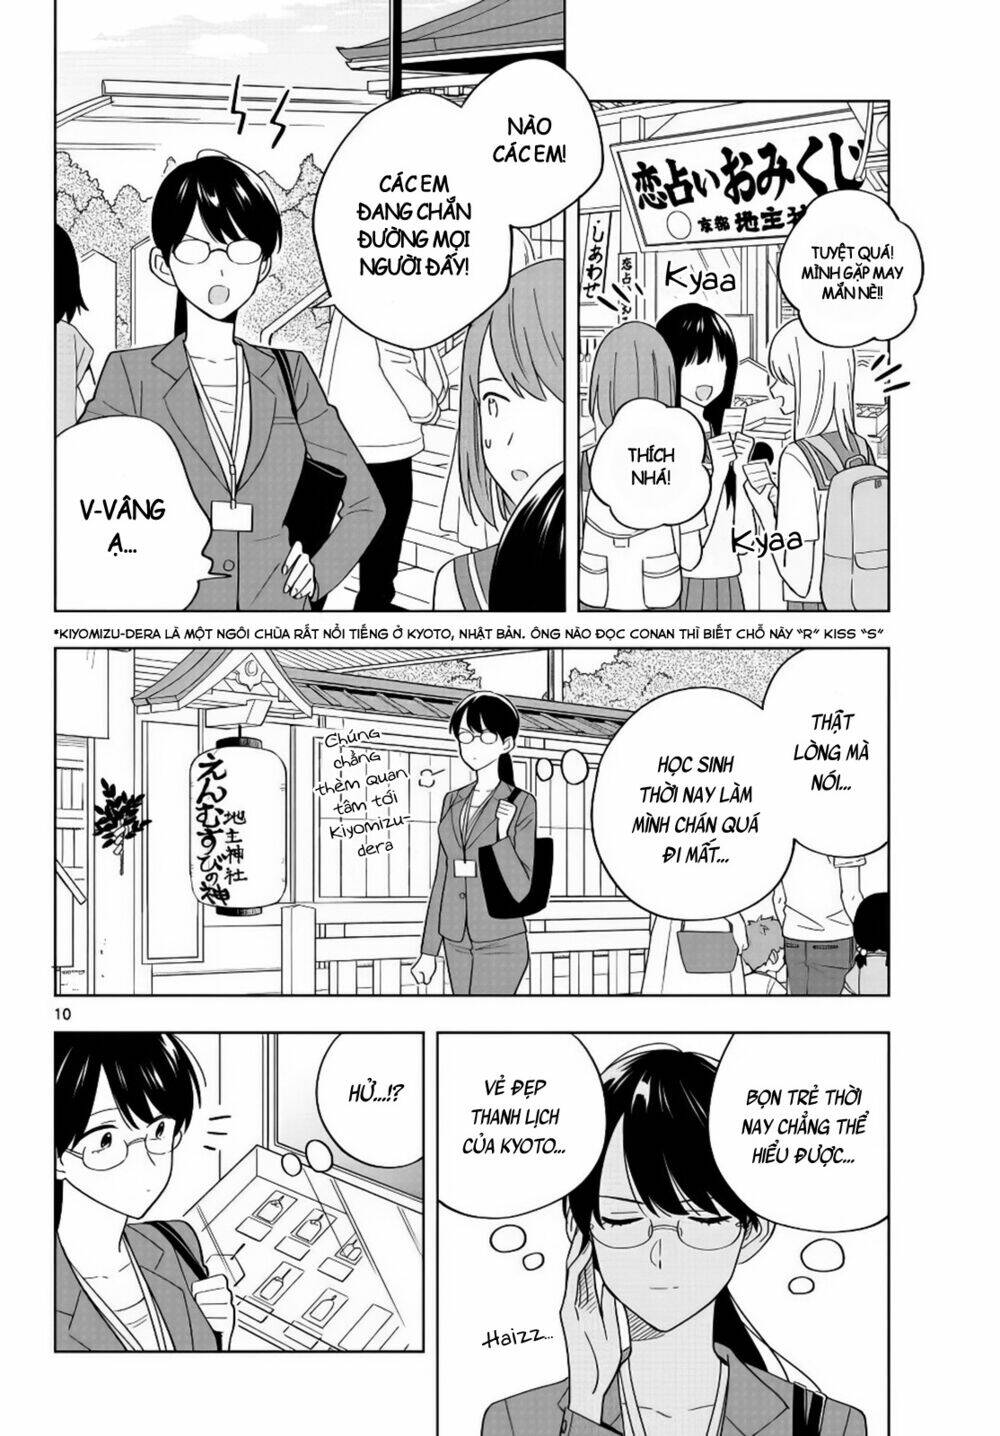 恋占いおみくじ
京都 地主神
しあわせ
恋占い
TUYỆT QUÁ!
MÌNH GẶP MAY
MẮN NÈ!!
Kyaa
THÍCH
NHÁ!
Kyaa
NÀO
CÁC EM!
CÁC EM
ĐANG CHẮN
ĐƯỜNG MỌI
NGƯỜI ĐẤY!
V-VÂNG
Ạ...
*KIYOMIZU-DERA LÀ MỘT NGÔI CHÙA RẤT NỔI TIẾNG Ở KYOTO, NHẬT BẢN. ÔNG NÀO ĐỌC CONAN THÌ BIẾT CHỖ NÀY "R" KISS "S"
THẬT
LÒNG MÀ
NÓI...
HỌC SINH
THỜI NAY LÀM
MÌNH CHÁN QUÁ
ĐI MẤT...
Chúng
chẳng
thèm quan
tâm tới
Kiyomizu-
dera
地主神社
えんむすびの神
10
BỌN TRẺ THỜI
NAY CHẲNG THỂ
HIỂU ĐƯỢC...
VẺ ĐẸP
THANH LỊCH
CỦA KYOTO...
Haizz...
HỬ...!?